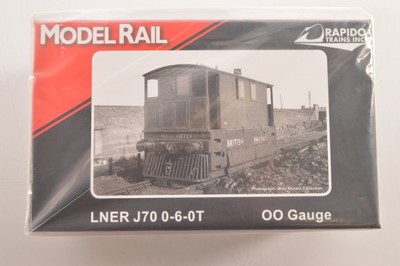 MODEL RAIL
RAPIDO
TRAINS INC.
BRITISH
LNER J70 0-6-0T
OO Gauge